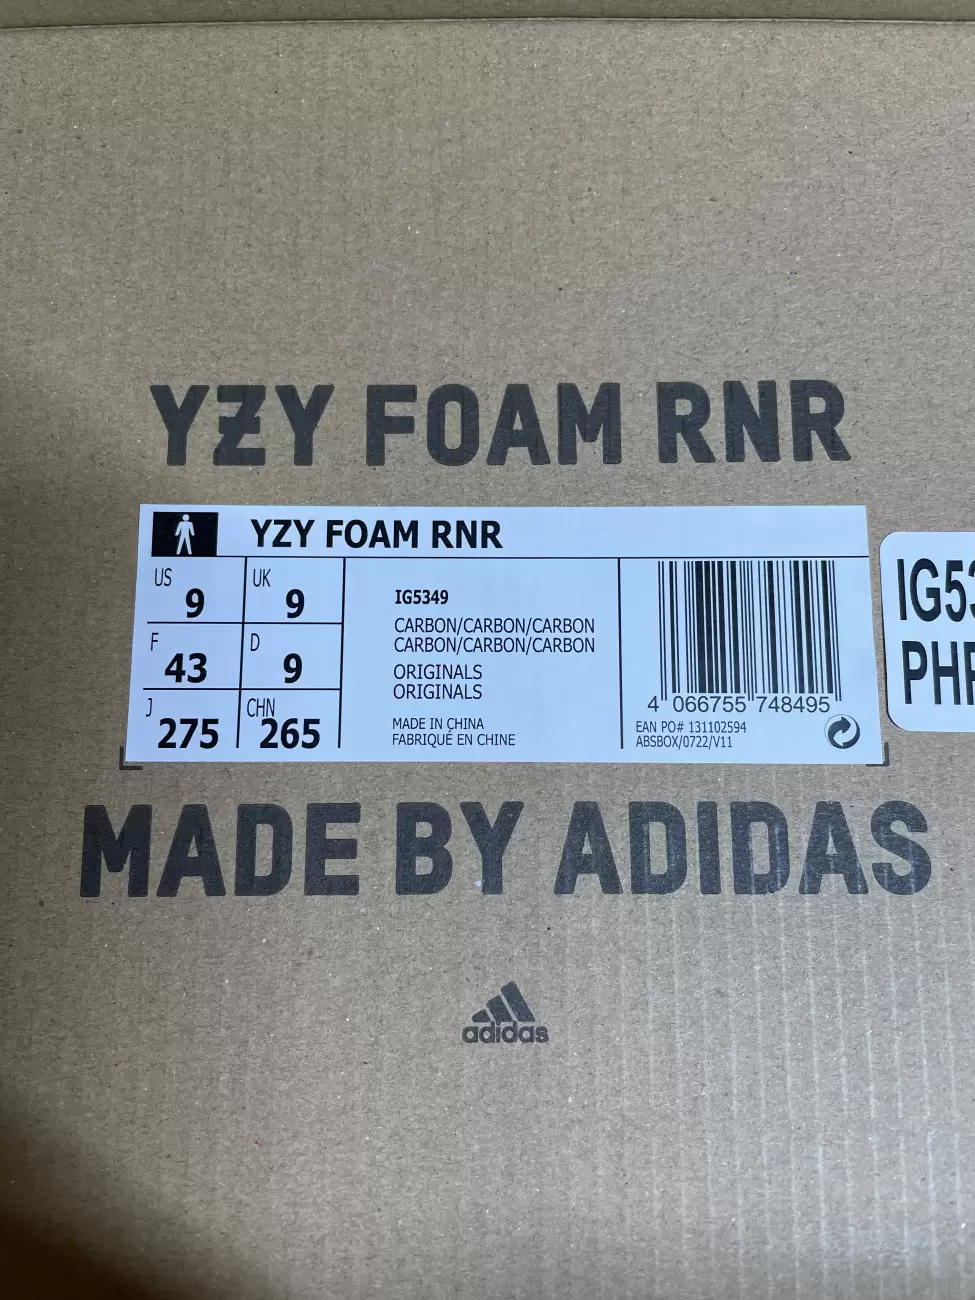 YZY FOAM RNR
YZY FOAM RNR
US 9 UK 9
F 43 D 9
J 275 CHN 265
IG5349
CARBON/CARBON/CARBON
CARBON/CARBON/CARBON
ORIGINALS
ORIGINALS
MADE IN CHINA
FABRIQUÉ EN CHINE
4 066755 748495
EAN PO# 131102594
ABSBOX/0722/V11
MADE BY ADIDAS
adidas